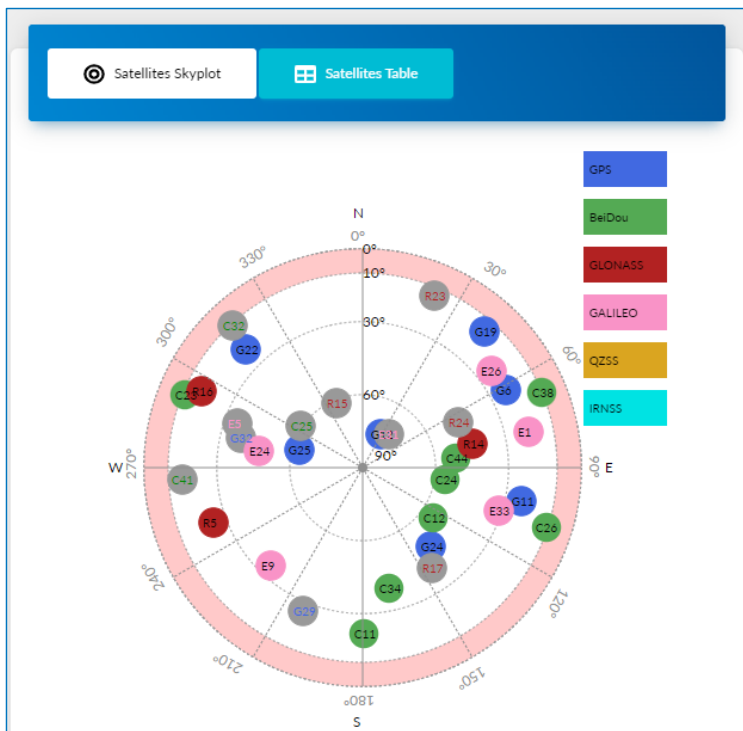 Satellites Skyplot
Satellites Table
GPS
BeiDou
GLONASS
GALILEO
QZSS
IRNSS
N
0°
0°
330°
10°
30°
R23
C32
30°
G19
300°
G22
60°
E26
R16
60°
G6
C38
R15
E5
C25
R24
E1
G32
R14
E24
G25
90°
C44
W
270°
90°
E
C41
C24
G11
R5
C12
E33
C26
G24
E9
R17
240°
C34
120°
G29
C11
210°
150°
180°
S